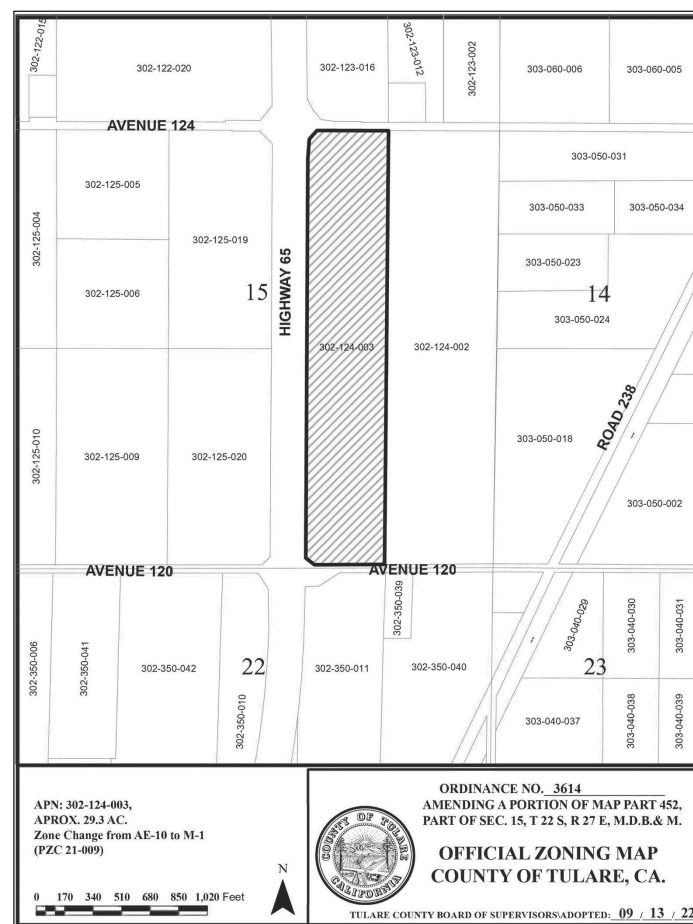 302-122-015
302-122-020
302-123-016
302-123-012
302-123-002
303-060-006
303-060-005
AVENUE 124
303-050-031
302-125-005
302-125-004
302-125-019
303-050-033
303-050-034
303-050-023
302-125-006
15
HIGHWAY 65
14
303-050-024
302-124-003
302-124-002
ROAD 238
303-050-018
302-125-010
302-125-009
302-125-020
303-050-002
AVENUE 120
AVENUE 120
302-350-039
303-040-029
303-040-030
303-040-031
302-350-006
302-350-041
302-350-042
22
302-350-010
302-350-011
302-350-040
23
303-040-037
303-040-038
303-040-039
APN: 302-124-003,
APROX. 29.3 AC.
Zone Change from AE-10 to M-1
(PZC 21-009)
0 170 340 510 680 850 1,020 Feet
N
COUNTY OF TULARE
CALIFORNIA
ORDINANCE NO. 3614
AMENDING A PORTION OF MAP PART 452,
PART OF SEC. 15, T 22 S, R 27 E, M.D.B.& M.
OFFICIAL ZONING MAP
COUNTY OF TULARE, CA.
TULARE COUNTY BOARD OF SUPERVISORS ADOPTED: 09 / 13 / 22